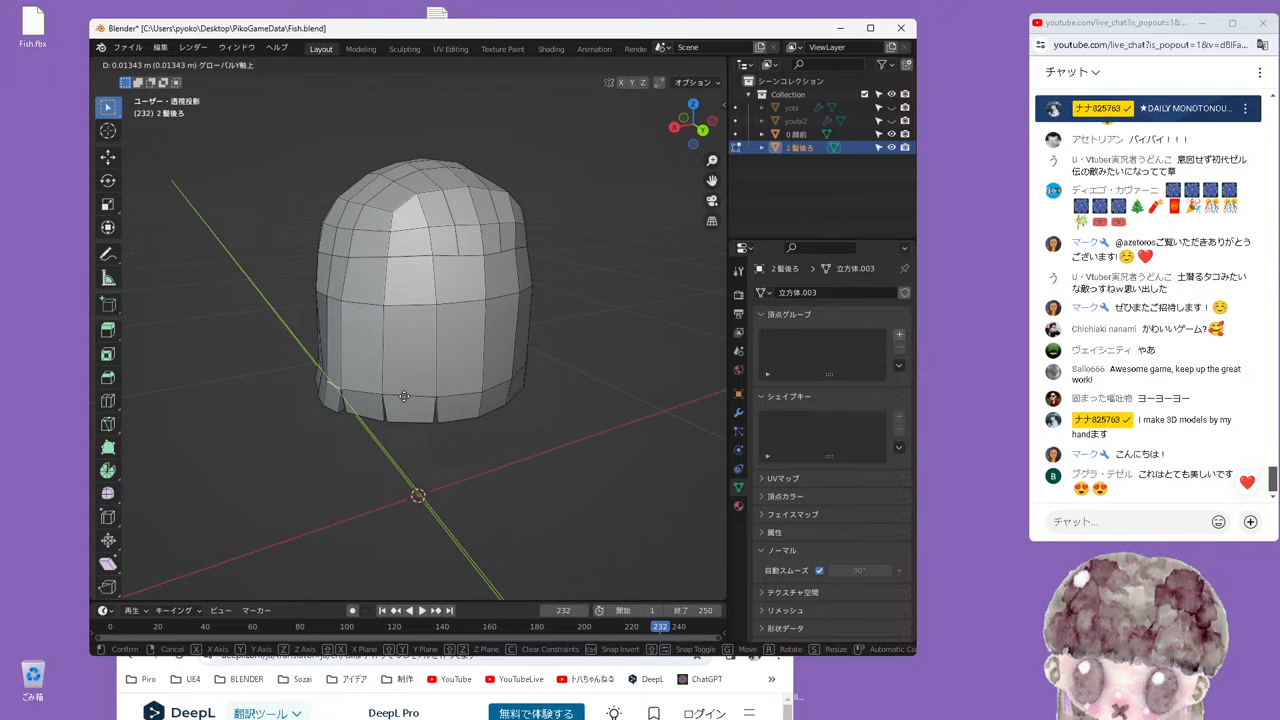 Fish.fbx
Blender* [C:\Users\pyoko\Desktop\PikoGameData\Fish.blend]
ファイル 編集 レンダー ウィンドウ ヘルプ Layout Modeling Sculpting UV Editing Texture Paint Shading Animation Rende Scene ViewLayer
D: 0.01343 m (0.01343 m) グローバルY軸上
X Y Z オプション
ユーザー・透視投影
(232) 2 髪後ろ
Z
X
Y
シーンコレクション
Collection
yobi
yovbi2
0 顔前
2 髪後ろ
2 髪後ろ 立方体.003
立方体.003
頂点グループ
シェイプキー
UVマップ
頂点カラー
フェイスマップ
属性
ノーマル
自動スムーズ 30°
テクスチャ空間
リメッシュ
形状データ
再生 キーイング ビュー マーカー 232 開始 1 終了 250
0 20 40 60 80 100 120 140 160 180 200 220 232 240
Confirm Cancel X X Axis Y Y Axis Z Z Axis X X Plane Y Y Plane Z Z Plane C Clear Constraints Snap Invert Snap Toggle G Move R Rotate S Resize Automatic Co
ごみ箱
Piro UE4 BLENDER Sozai アイデア 制作 YouTube YouTubeLive トハちゃんねる DeepL ChatGPT
DeepL 翻訳ツール DeepL Pro 無料で体験する ログイン
youtube.com/live_chat?is_popout=1&...
チャット
ナナ825763 ★DAILY MONOTONOU...
アセトリアン バイバイ！！！
U・Vtuber実況者うどんこ 意図せず初代ゼル
伝の敵みたいになってて草
ディエゴ・カヴァーニ
マーク @azetorosご覧いただきありがと
うございます!
U・Vtuber実況者うどんこ 土潜るタコみたい
な敵っすねw思い出した
マーク ぜひまたご招待します！
Chichiaki nanami かわいいゲーム?
ヴェイシニティ やあ
Sallo666 Awesome game, keep up the great
work!
固まった嘔吐物 ヨーヨーヨー
ナナ825763 I make 3D models by my
handます
マーク こんにちは！
ブグラ・テゼル これはとても美しいです
チャット...